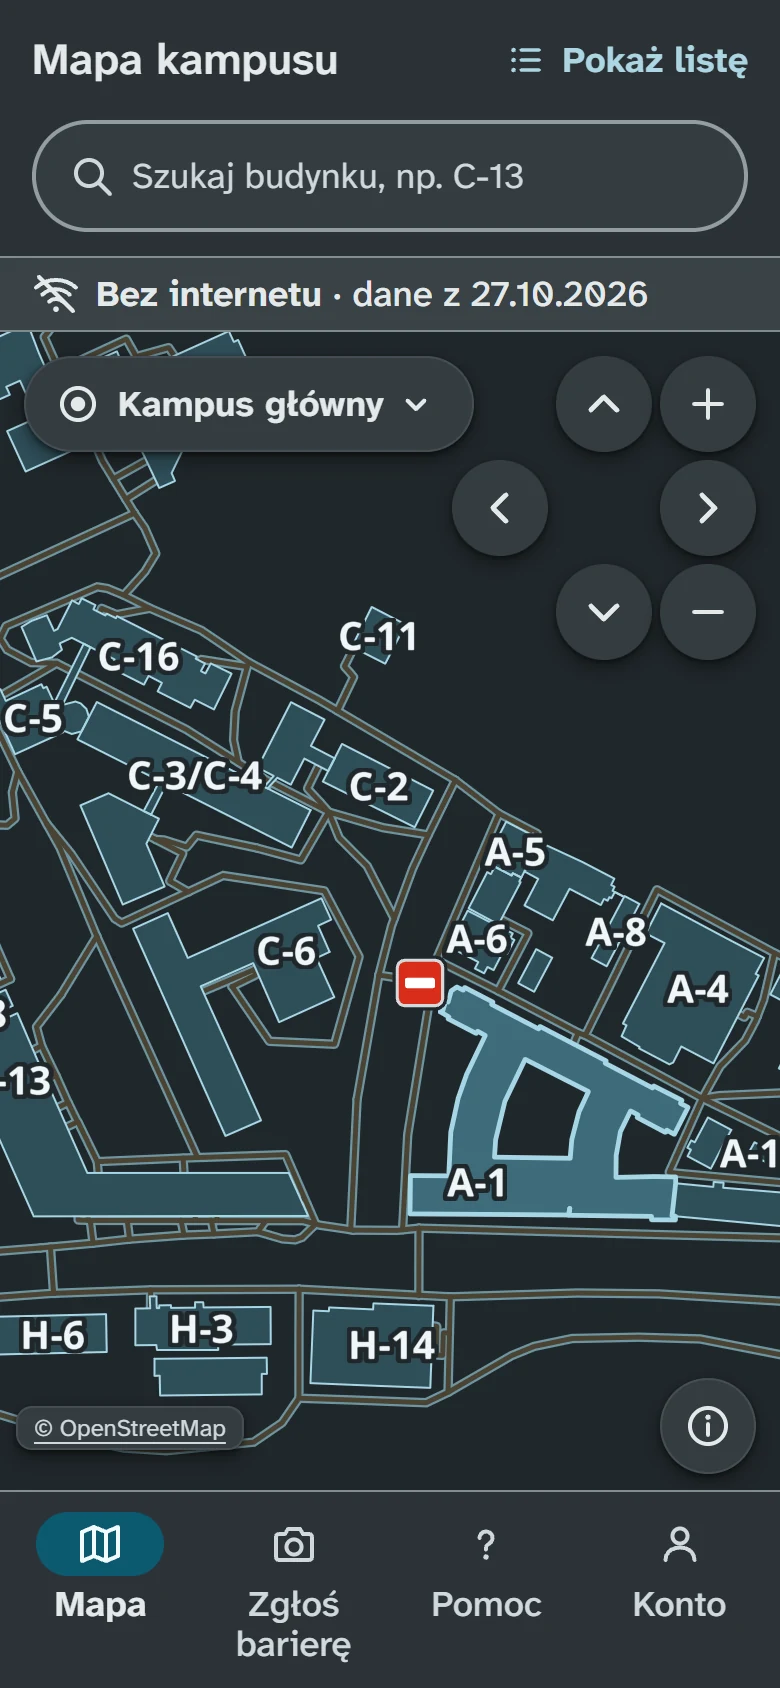 Mapa kampusu
Pokaż listę
Szukaj budynku, np. C-13
Bez internetu · dane z 27.10.2026
Kampus główny
C-11
C-16
C-5
C-3/C-4
C-2
A-5
A-6
A-8
C-6
A-4
-13
A-1
A-1
H-6
H-3
H-14
© OpenStreetMap
Mapa
Zgłoś
barierę
Pomoc
Konto